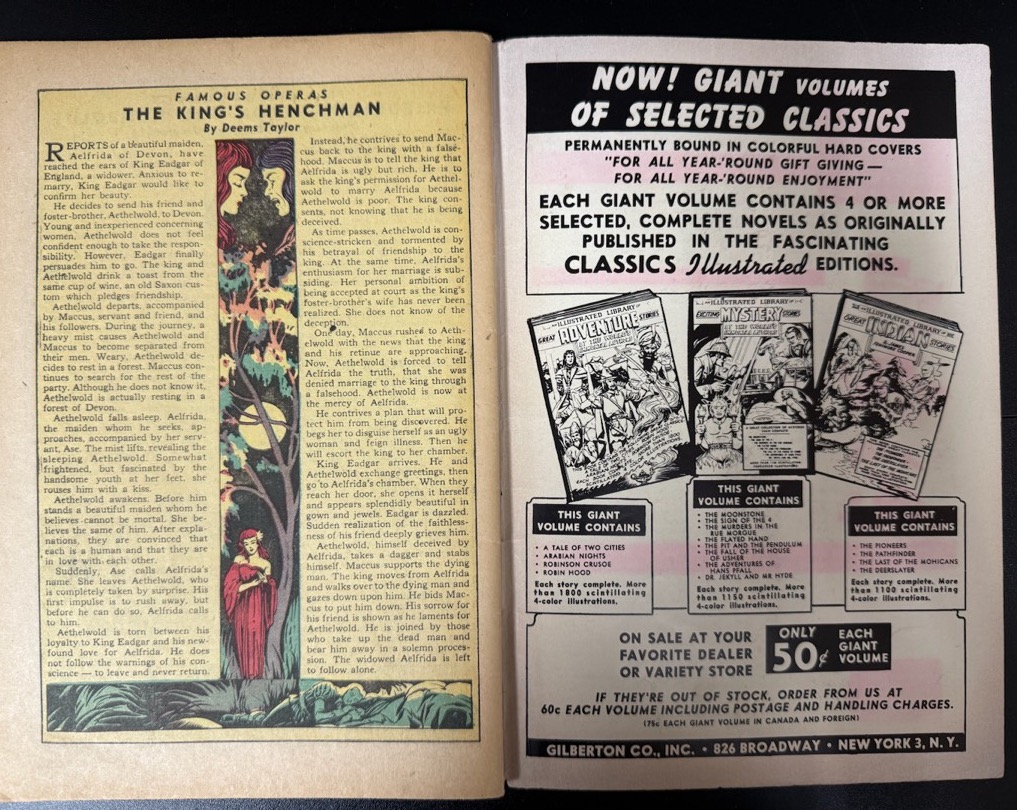 FAMOUS OPERAS
THE KING'S HENCHMAN
By Deems Taylor
REPORTS of a beautiful maiden,
Aelfrida of Devon, have
reached the ears of King Eadgar of
England, a widower. Anxious to re-
marry, King Eadgar would like to
confirm her beauty.
He decides to send his friend and
foster-brother, Aethelwold, to Devon.
Young and inexperienced concerning
women, Aethelwold does not feel
confident enough to take the respon-
sibility. However, Eadgar finally
persuades him to go. The king and
Aethelwold drink a toast from the
same cup of wine, an old Saxon cus-
tom which pledges friendship.
Aethelwold departs, accompanied
by Maccus, servant and friend, and
his followers. During the journey, a
heavy mist causes Aethelwold and
Maccus to become separated from
their men. Weary, Aethelwold de-
cides to rest in a forest. Maccus con-
tinues to search for the rest of the
party. Although he does not know it,
Aethelwold is actually resting in a
forest of Devon.
Aethelwold falls asleep. Aelfrida,
the maiden whom he seeks, ap-
proaches, accompanied by her serv-
ant, Ase. The mist lifts, revealing the
sleeping Aethelwold. Somewhat
frightened, but fascinated by the
handsome youth at her feet, she
rouses him with a kiss.
Aethelwold awakens. Before him
stands a beautiful maiden whom he
believes cannot be mortal. She be-
lieves the same of him. After expla-
nations, they are convinced that
each is a human and that they are
in love with each other.
Suddenly, Ase calls Aelfrida's
name. She leaves Aethelwold, who
is completely taken by surprise. His
first impulse is to rush away, but
before he can do so, Aelfrida calls
to him.
Aethelwold is torn between his
loyalty to King Eadgar and his new-
found love for Aelfrida. He does
not follow the warnings of his con-
science — to leave and never return.
Instead, he contrives to send Mac-
cus back to the king with a false-
hood. Maccus is to tell the king that
Aelfrida is ugly but rich. He is to
ask the king's permission for Aethel-
wold to marry Aelfrida because
Aethelwold is poor. The king con-
sents, not knowing that he is being
deceived.
As time passes, Aethelwold is con-
science-stricken and tormented by
his betrayal of friendship to the
king. At the same time, Aelfrida's
enthusiasm for her marriage is sub-
siding. Her personal ambition of
being accepted at court as the king's
foster-brother's wife has never been
realized. She does not know of the
deception.
One day, Maccus rushes to Aeth-
elwold with the news that the king
and his retinue are approaching.
Now, Aethelwold is forced to tell
Aelfrida the truth, that she was
denied marriage to the king through
a falsehood. Aethelwold is now at
the mercy of Aelfrida.
He contrives a plan that will pro-
tect him from being discovered. He
begs her to disguise herself as an ugly
woman and feign illness. Then he
will escort the king to her chamber.
King Eadgar arrives. He and
Aethelwold exchange greetings, then
go to Aelfrida's chamber. When they
reach her door, she opens it herself
and appears splendidly beautiful in
gown and jewels. Eadgar is dazzled.
Sudden realization of the faithless-
ness of his friend deeply grieves him.
Aethelwold, himself deceived by
Aelfrida, takes a dagger and stabs
himself. Maccus supports the dying
man. The king moves from Aelfrida
and walks over to the dying man and
gazes down upon him. He bids Mac-
cus to put him down. His sorrow for
his friend is shown as he laments for
Aethelwold. He is joined by those
who take up the dead man and
bear him away in a solemn proces-
sion. The widowed Aelfrida is left
to follow alone.
NOW! GIANT VOLUMES
OF SELECTED CLASSICS
PERMANENTLY BOUND IN COLORFUL HARD COVERS
"FOR ALL YEAR-'ROUND GIFT GIVING —
FOR ALL YEAR-'ROUND ENJOYMENT"
EACH GIANT VOLUME CONTAINS 4 OR MORE
SELECTED, COMPLETE NOVELS AS ORIGINALLY
PUBLISHED IN THE FASCINATING
CLASSICS Illustrated EDITIONS.
ILLUSTRATED LIBRARY OF
GREAT ADVENTURE STORIES
BY THE WORLD'S
ILLUSTRATED LIBRARY OF
EXCITING MYSTERY STORIES
BY THE WORLD'S
ILLUSTRATED LIBRARY OF
GREAT INDIAN STORIES
THIS GIANT
VOLUME CONTAINS
• A TALE OF TWO CITIES
• ARABIAN NIGHTS
• ROBINSON CRUSOE
• ROBIN HOOD
Each story complete. More
than 1800 scintillating
4-color illustrations.
THIS GIANT
VOLUME CONTAINS
• THE MOONSTONE
• THE SIGN OF THE 4
• THE MURDERS IN THE
RUE MORGUE
• THE FLAYED HAND
• THE PIT AND THE PENDULUM
• THE FALL OF THE HOUSE
OF USHER
• THE ADVENTURES OF
HANS PFALL
• DR. JEKYLL AND MR. HYDE
Each story complete. More
than 1150 scintillating
4-color illustrations.
THIS GIANT
VOLUME CONTAINS
• THE PIONEERS
• THE PATHFINDER
• THE LAST OF THE MOHICANS
• THE DEERSLAYER
Each story complete. More
than 1100 scintillating
4-color illustrations.
ON SALE AT YOUR
FAVORITE DEALER
OR VARIETY STORE
ONLY
50¢
EACH
GIANT
VOLUME
IF THEY'RE OUT OF STOCK, ORDER FROM US AT
60c EACH VOLUME INCLUDING POSTAGE AND HANDLING CHARGES.
(75c EACH GIANT VOLUME IN CANADA AND FOREIGN)
GILBERTON CO., INC. • 826 BROADWAY • NEW YORK 3, N. Y.